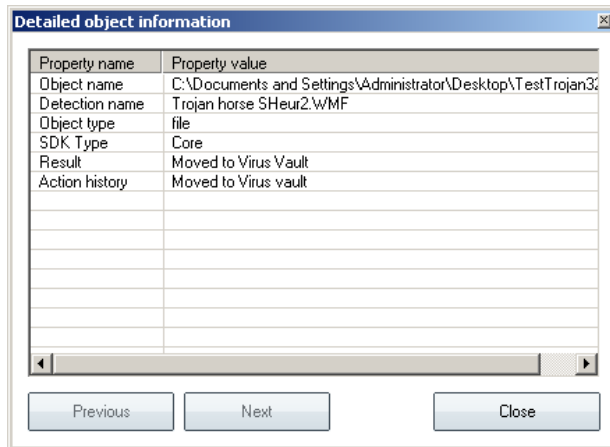 Detailed object information
Property name Property value
Object name C:\Documents and Settings\Administrator\Desktop\TestTrojan32
Detection name Trojan horse SHeur2.WMF
Object type file
SDK Type Core
Result Moved to Virus Vault
Action history Moved to Virus vault
Previous Next Close